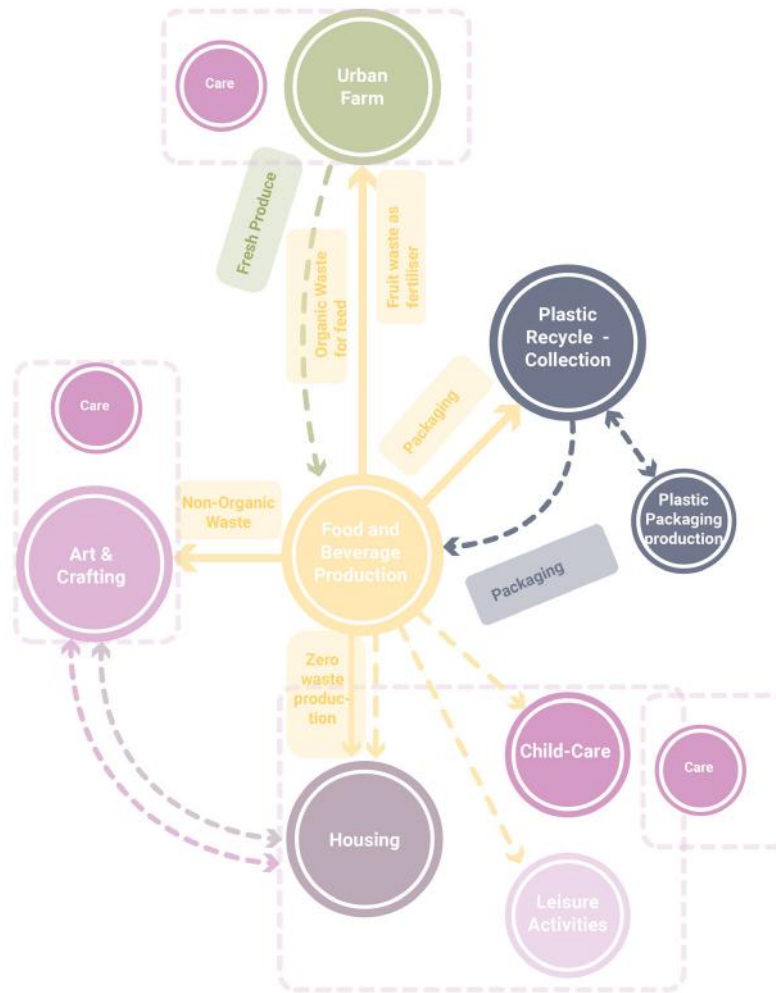 Care
Urban
Farm
Fresh Produce
Organic Waste
for feed
Fruit waste as
fertiliser
Plastic
Recycle -
Collection
Care
Packaging
Non-Organic
Waste
Plastic
Packaging
production
Art &
Crafting
Food and
Beverage
Production
Packaging
Zero
waste
produc-
tion
Child-Care
Care
Housing
Leisure
Activities